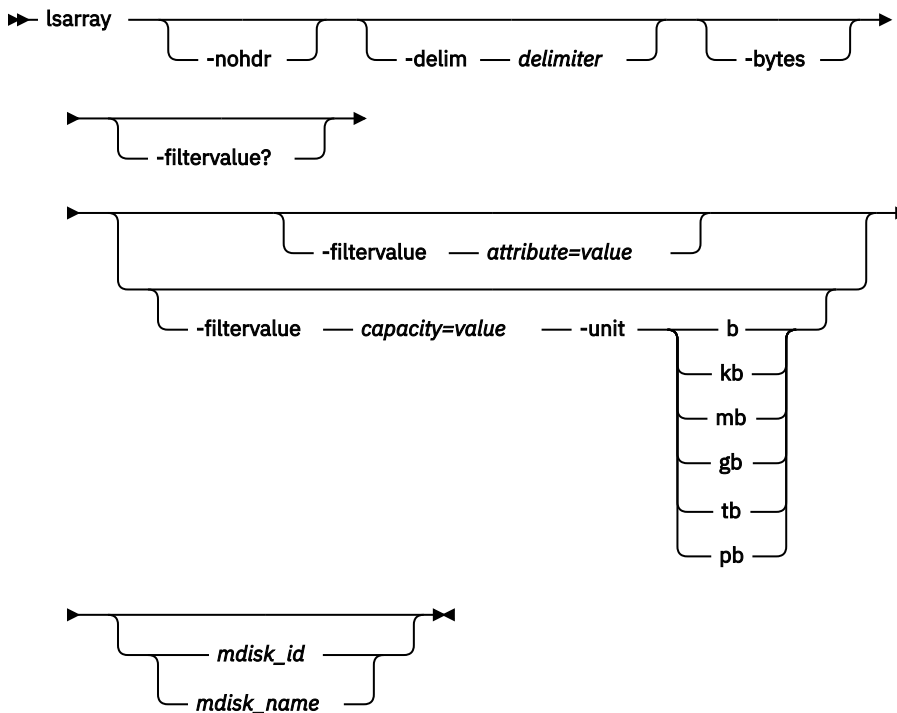 lsarray
-nohdr -delim delimiter -bytes
-filtervalue?
-filtervalue attribute=value
-filtervalue capacity=value -unit b
kb
mb
gb
tb
pb
mdisk_id
mdisk_name